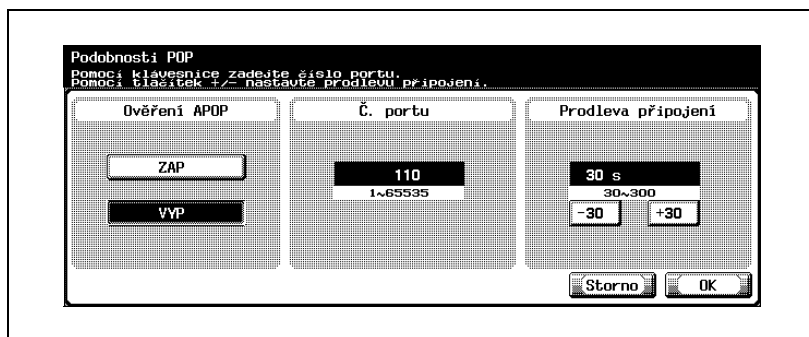 Podobnosti POP
Pomocí klávesnice zadejte číslo portu.
Pomocí tlačítek +/- nastavte prodlevu připojení.
Ověření APOP
Č. portu
Prodleva připojení
ZAP
110
30 s
1~65535
30~300
VYP
-30
+30
Storno
OK